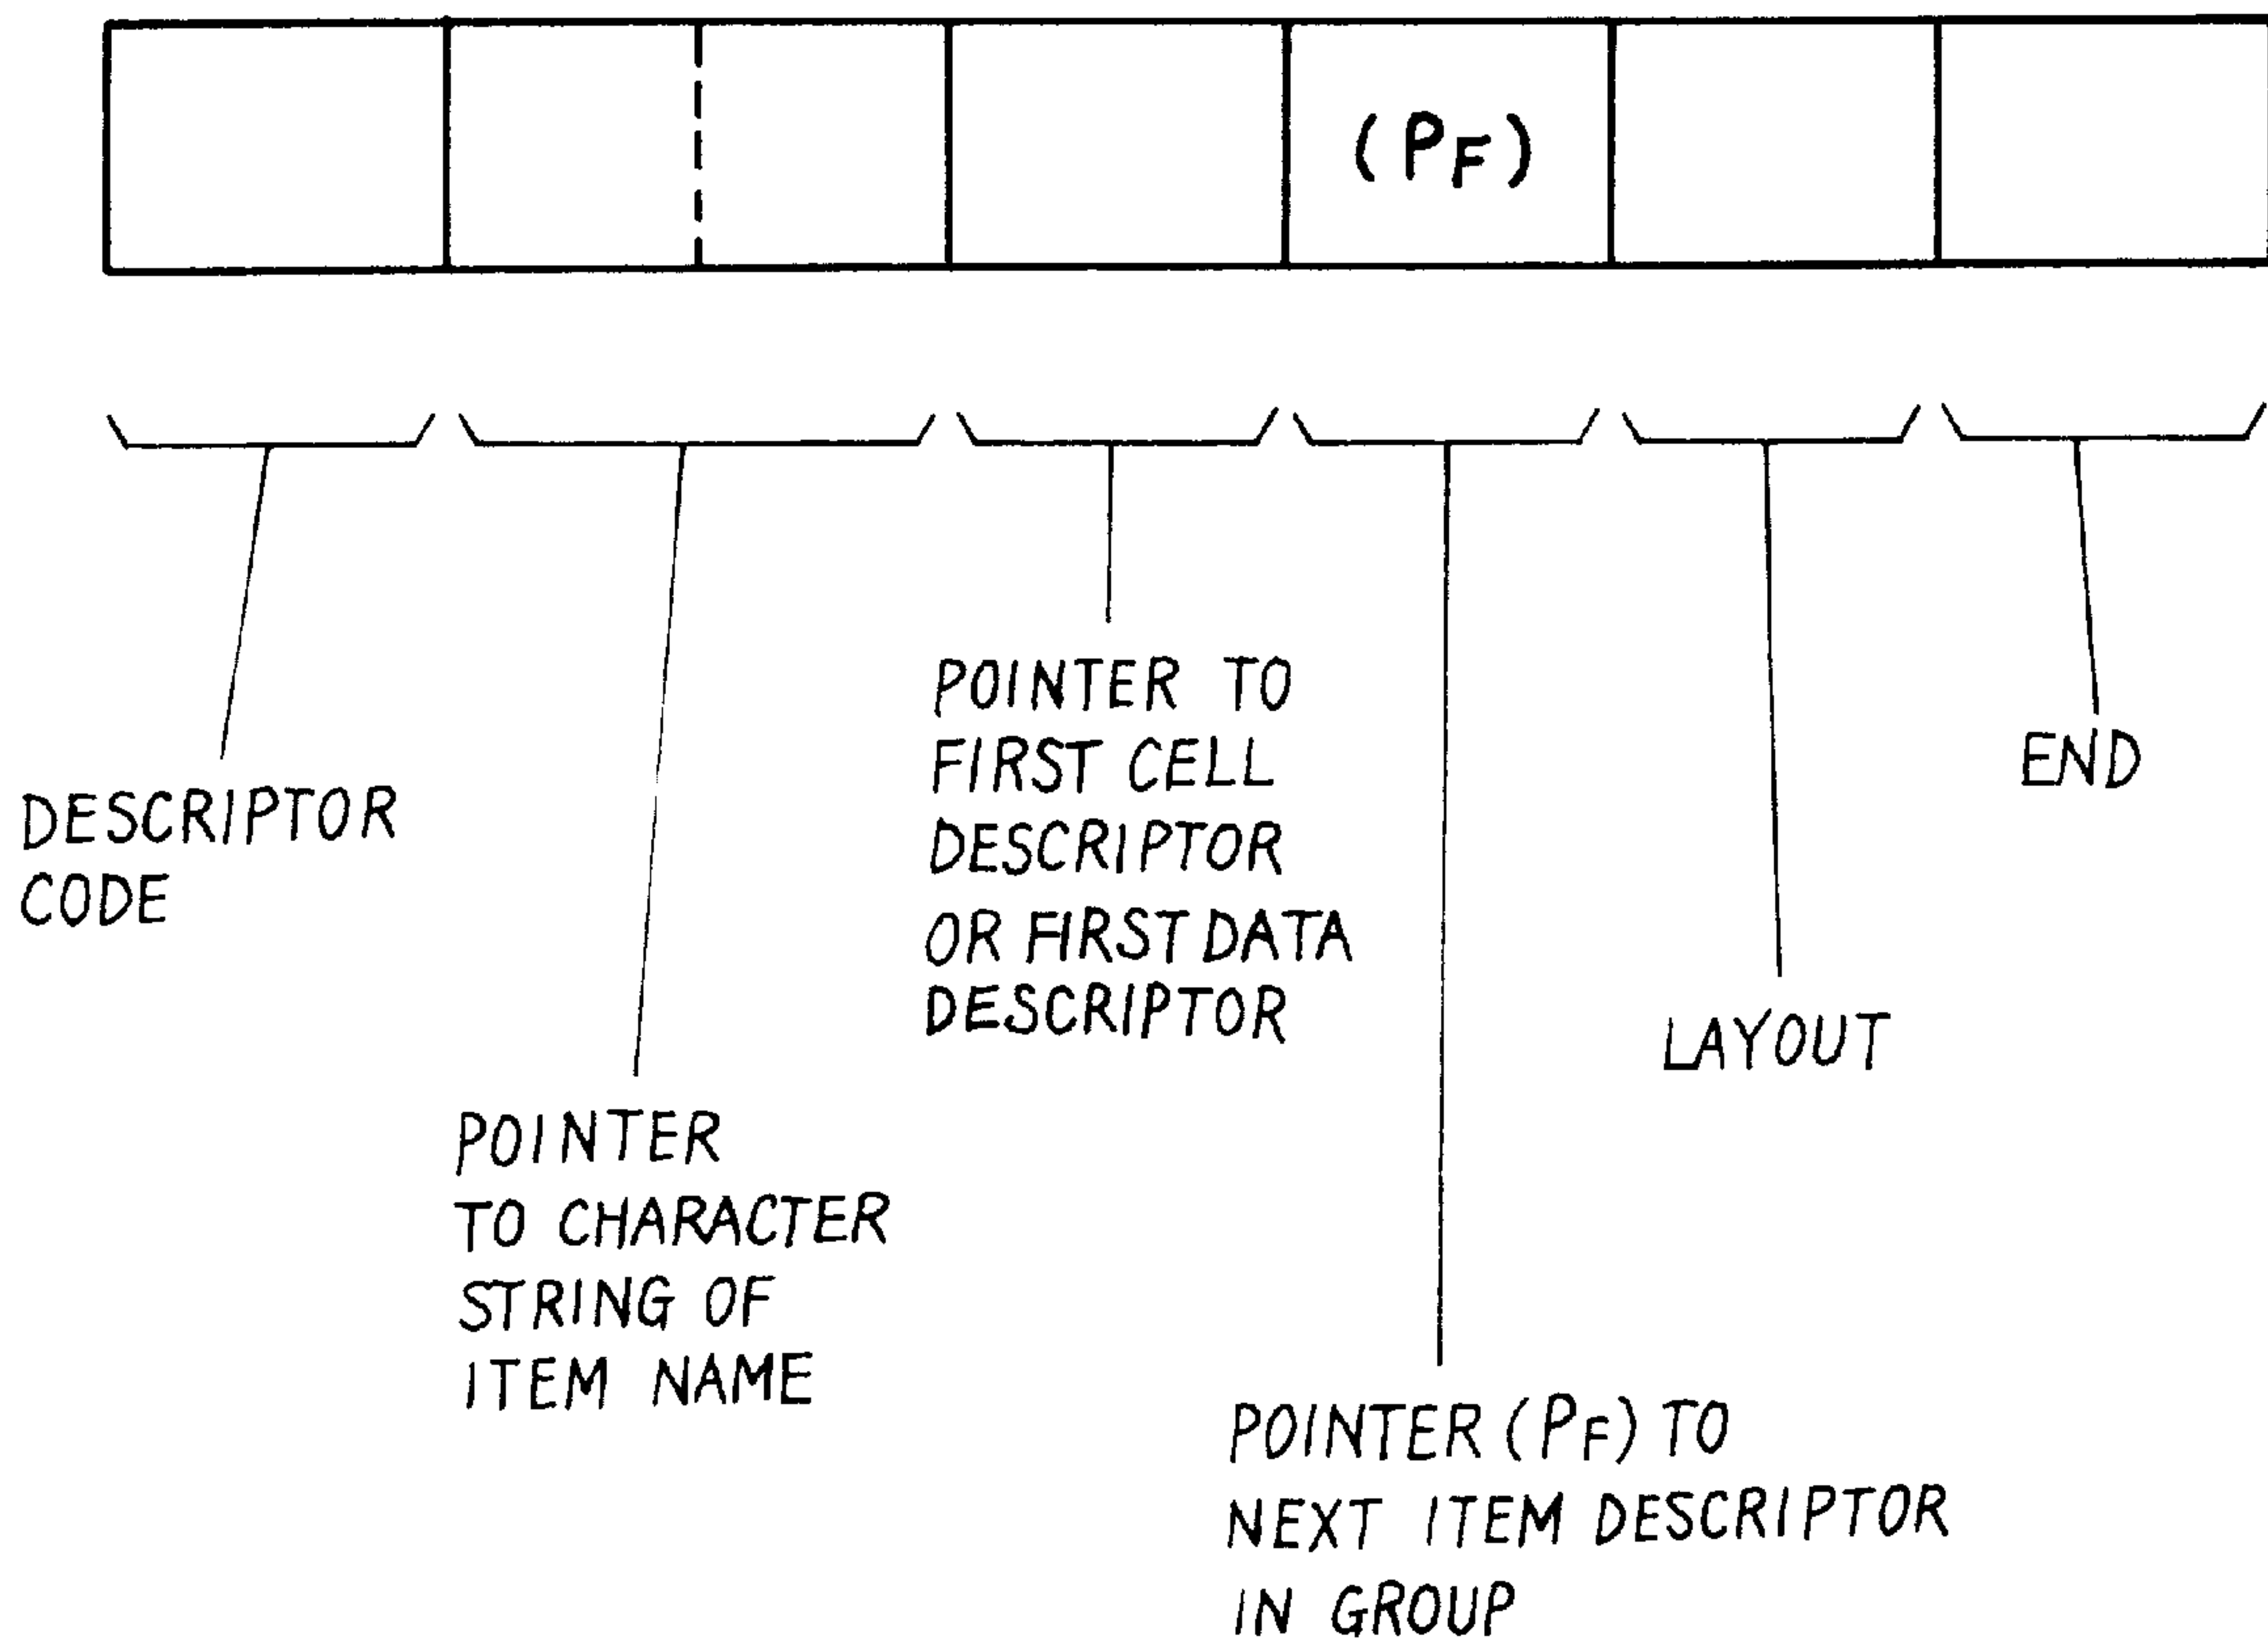 (PF)
DESCRIPTOR
CODE
POINTER
TO CHARACTER
STRING OF
ITEM NAME
POINTER TO
FIRST CELL
DESCRIPTOR
OR FIRST DATA
DESCRIPTOR
POINTER (PF) TO
NEXT ITEM DESCRIPTOR
IN GROUP
LAYOUT
END